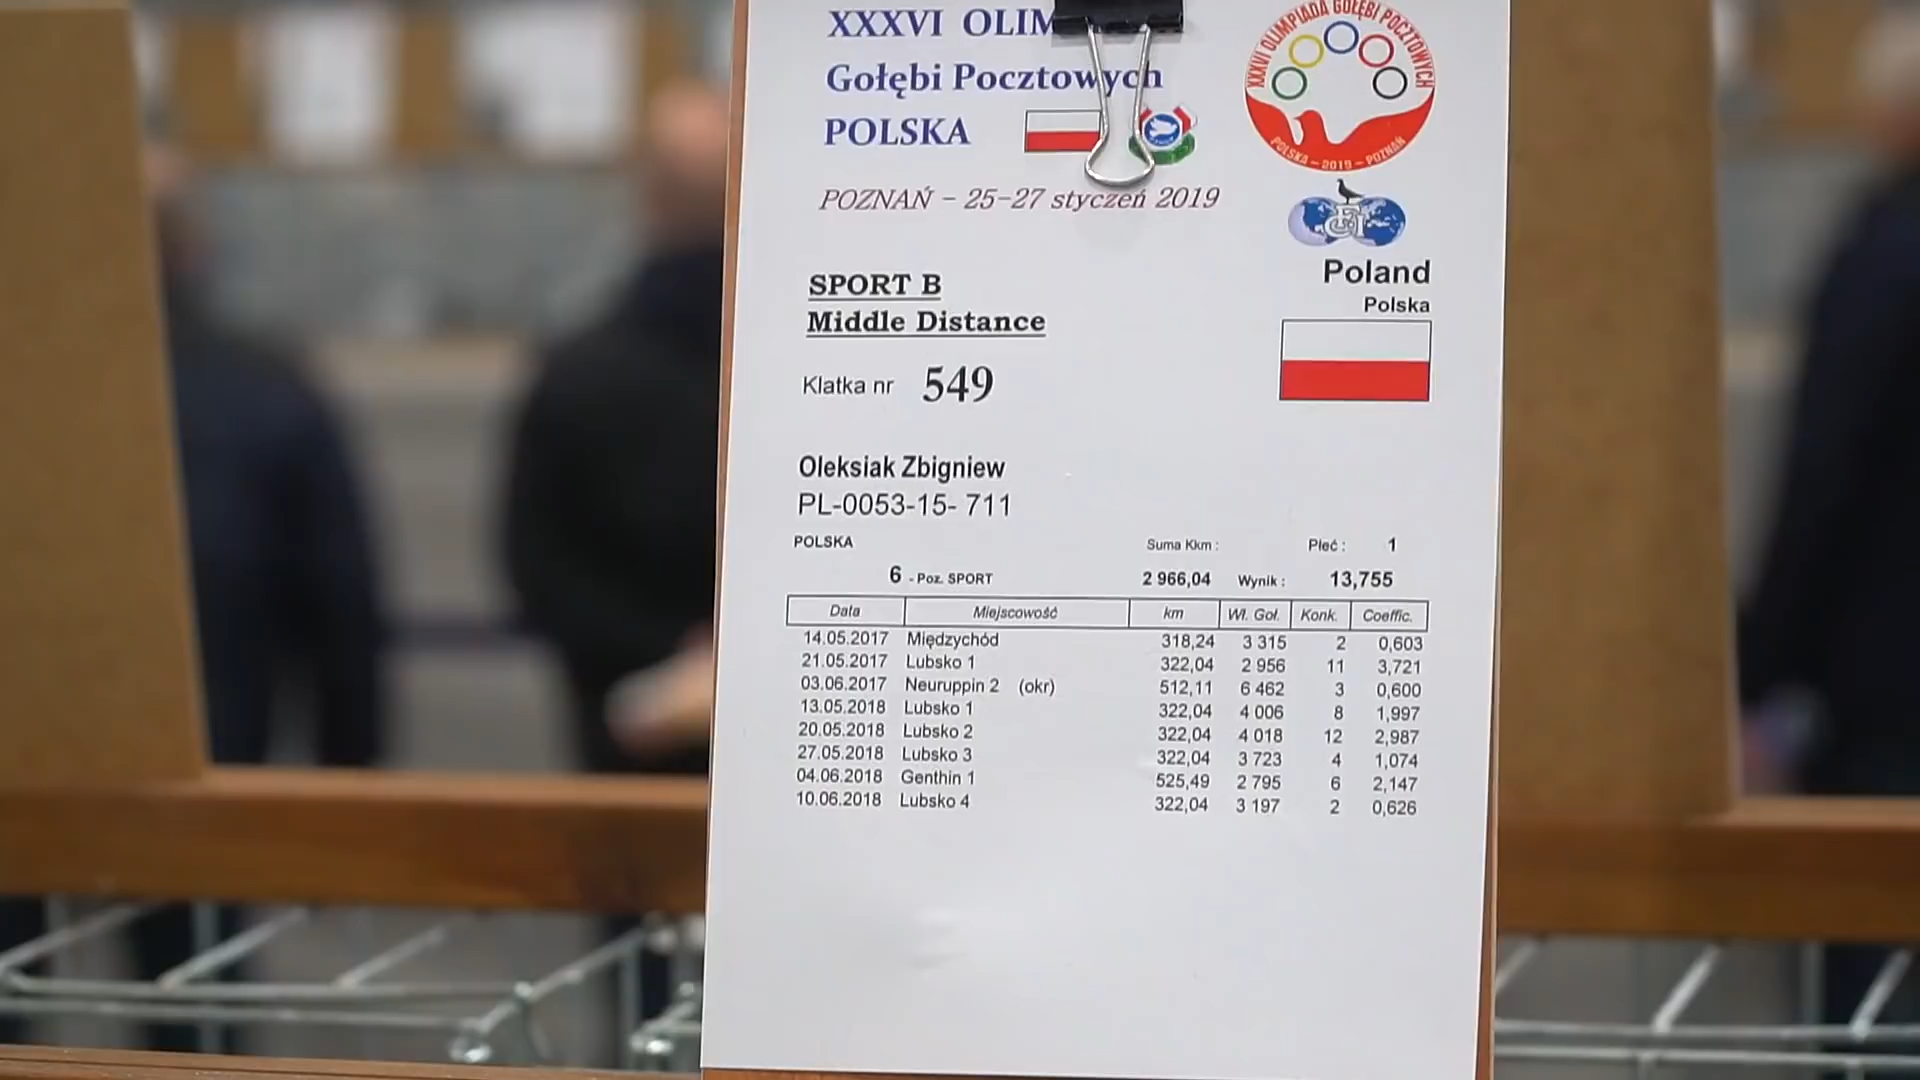 XXXVI OLIM
Gołębi Pocztowych
POLSKA
XXXVI OLIMPIADA GOŁĘBI POCZTOWYCH
POLSKA – 2019 – POZNAŃ
POZNAŃ – 25-27 styczeń 2019
FCI
Poland
Polska
SPORT B
Middle Distance
Klatka nr 549
Oleksiak Zbigniew
PL-0053-15- 711
POLSKA Suma Kkm : Płeć : 1
6 - Poz. SPORT 2 966,04 Wynik : 13,755
Data Miejscowość km Wł. Goł. Konk. Coeffic.
14.05.2017 Międzychód 318,24 3 315 2 0,603
21.05.2017 Lubsko 1 322,04 2 956 11 3,721
03.06.2017 Neuruppin 2 (okr) 512,11 6 462 3 0,600
13.05.2018 Lubsko 1 322,04 4 006 8 1,997
20.05.2018 Lubsko 2 322,04 4 018 12 2,987
27.05.2018 Lubsko 3 322,04 3 723 4 1,074
04.06.2018 Genthin 1 525,49 2 795 6 2,147
10.06.2018 Lubsko 4 322,04 3 197 2 0,626